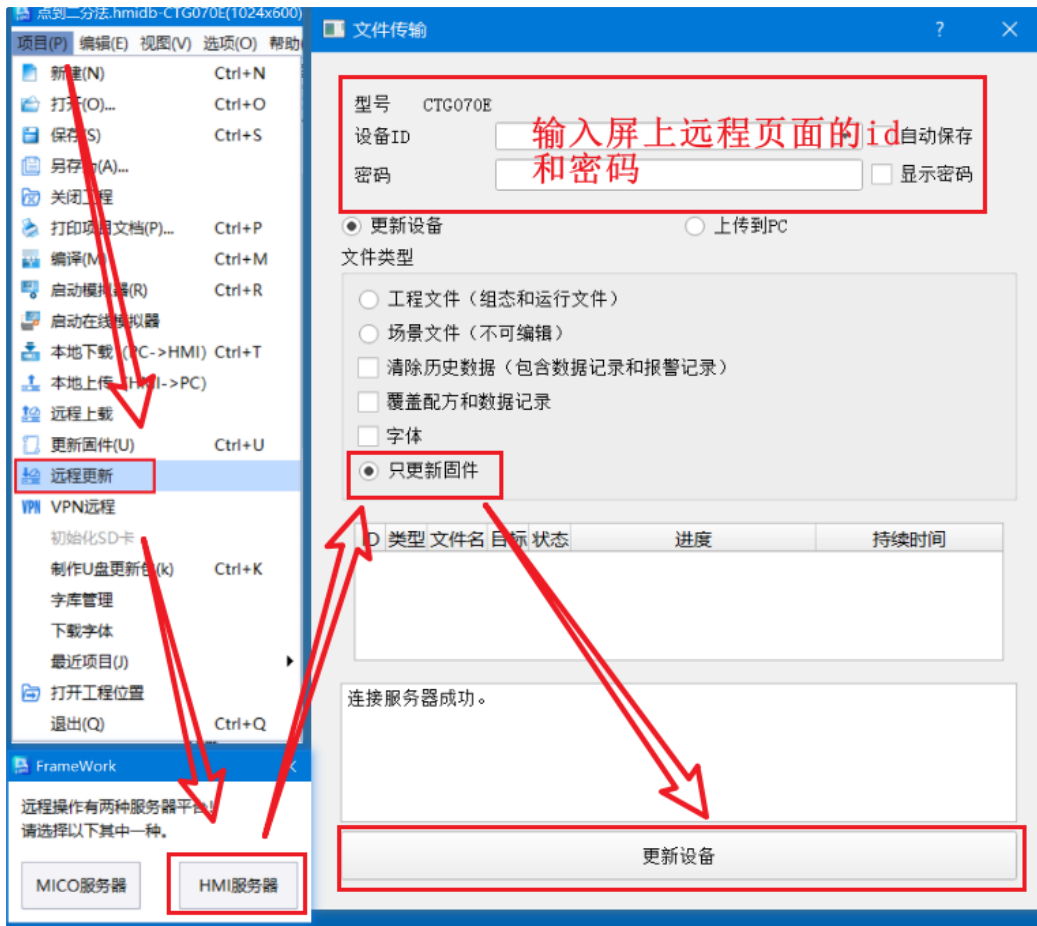 点到二分法.hmidb-CTG070E(1024x600)
项目(P) 编辑(E) 视图(V) 选项(O) 帮助(
新建(N) Ctrl+N
打开(O)... Ctrl+O
保存(S) Ctrl+S
另存为(A)...
关闭工程
打印项目文档(P)... Ctrl+P
编译(M) Ctrl+M
启动模拟器(R) Ctrl+R
启动在线模拟器
本地下载 (PC->HMI) Ctrl+T
本地上传 (HMI->PC)
远程上载
更新固件(U) Ctrl+U
远程更新
VPN VPN远程
初始化SD卡
制作U盘更新包(k) Ctrl+K
字库管理
下载字体
最近项目(J)
打开工程位置
退出(Q) Ctrl+Q
FrameWork
远程操作有两种服务器平台!
请选择以下其中一种。
MICO服务器 HMI服务器
文件传输
型号 CTG070E
设备ID 自动保存
密码 显示密码
输入屏上远程页面的id
和密码
更新设备 上传到PC
文件类型
工程文件（组态和运行文件）
场景文件（不可编辑）
清除历史数据（包含数据记录和报警记录）
覆盖配方和数据记录
字体
只更新固件
ID 类型 文件名 目标 状态 进度 持续时间
连接服务器成功。
更新设备